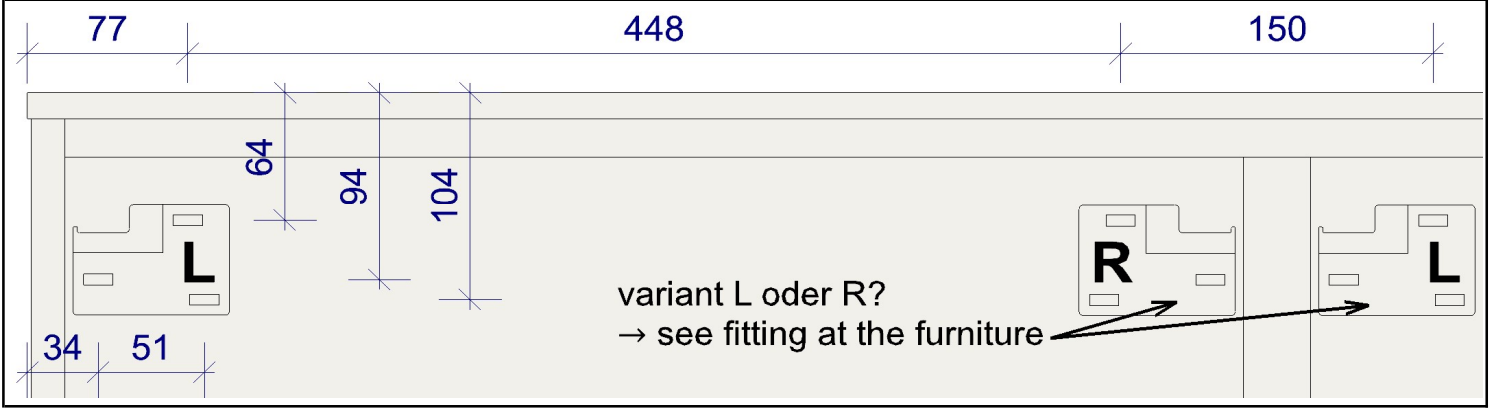 77 448 150
64
94
104
L R L
variant L oder R?
→ see fitting at the furniture
34 51